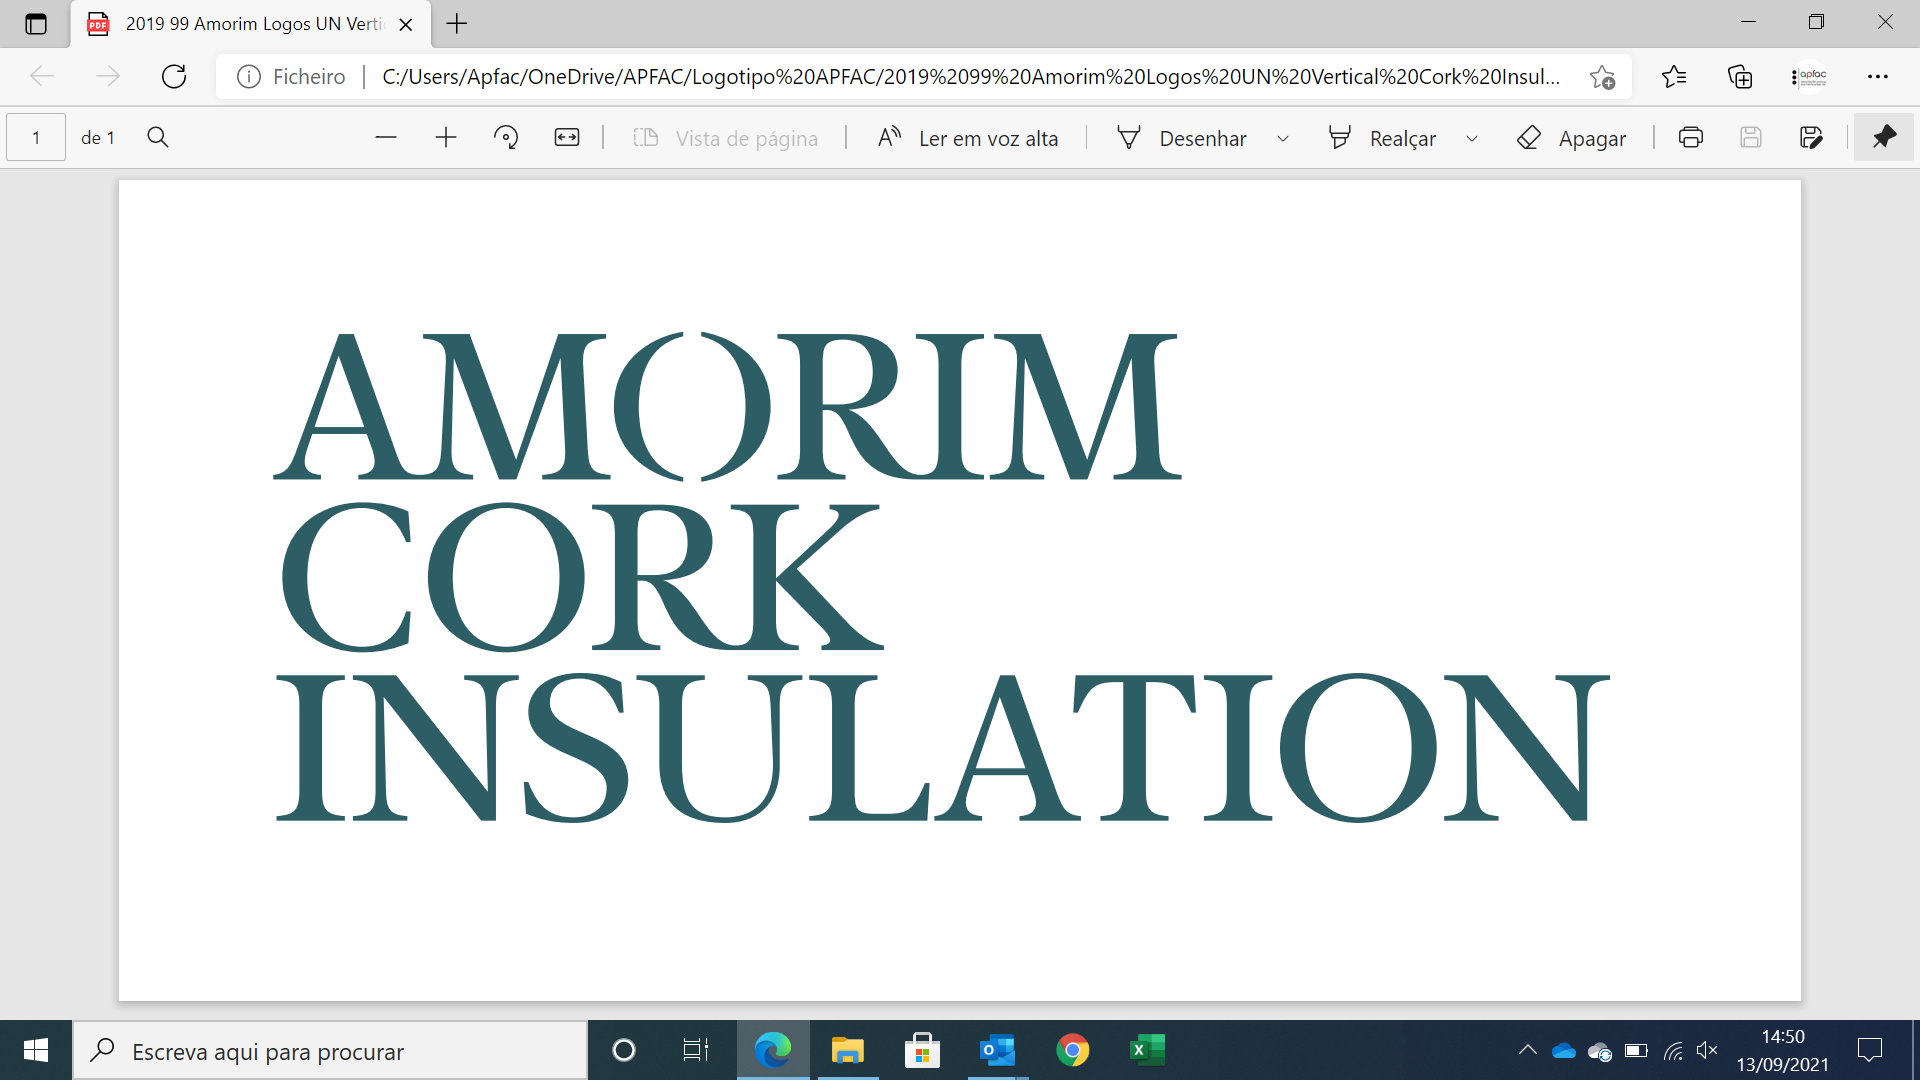 2019 99 Amorim Logos UN Verti
Ficheiro
C:/Users/Apfac/OneDrive/APFAC/Logotipo%20APFAC/2019%2099%20Amorim%20Logos%20UN%20Vertical%20Cork%20Insul...
apfac
1 de 1
Vista de página
Ler em voz alta
Desenhar
Realçar
Apagar
AMORIM
CORK
INSULATION
Escreva aqui para procurar
14:50
13/09/2021